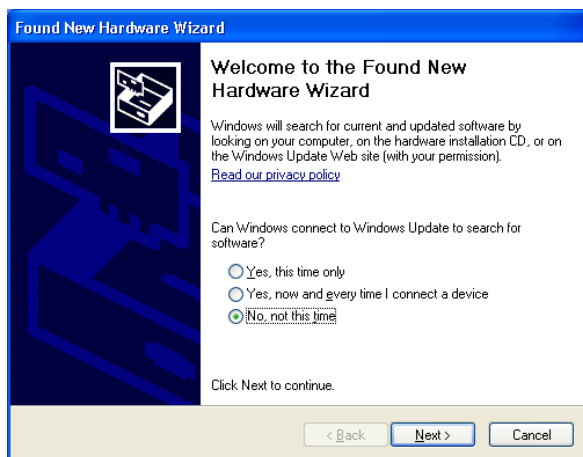 Found New Hardware Wizard
Welcome to the Found New
Hardware Wizard
Windows will search for current and updated software by
looking on your computer, on the hardware installation CD, or on
the Windows Update Web site (with your permission).
Read our privacy policy
Can Windows connect to Windows Update to search for
software?
Yes, this time only
Yes, now and every time I connect a device
No, not this time
Click Next to continue.
< Back
Next >
Cancel